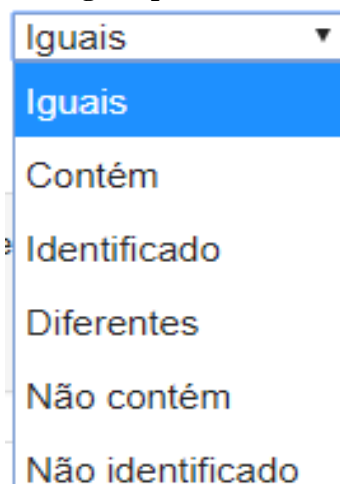 Iguais
Iguais
Contém
Identificado
Diferentes
Não contém
Não identificado